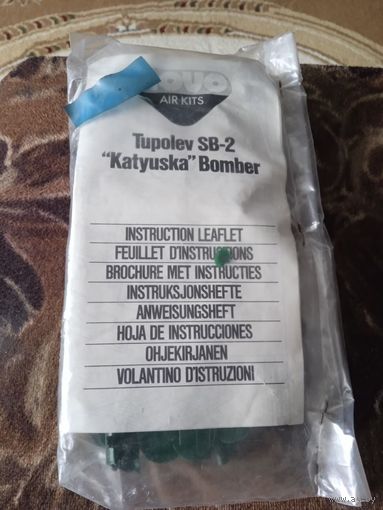 AIR KITS
Tupolev SB-2
"Katyuska" Bomber
INSTRUCTION LEAFLET
FEUILLET D'INSTRUCTIONS
BROCHURE MET INSTRUCTIES
INSTRUKSJONSHEFTE
ANWEISUNGSHEFT
HOJA DE INSTRUCCIONES
OHJEKIRJANEN
VOLANTINO D'ISTRUZIONI